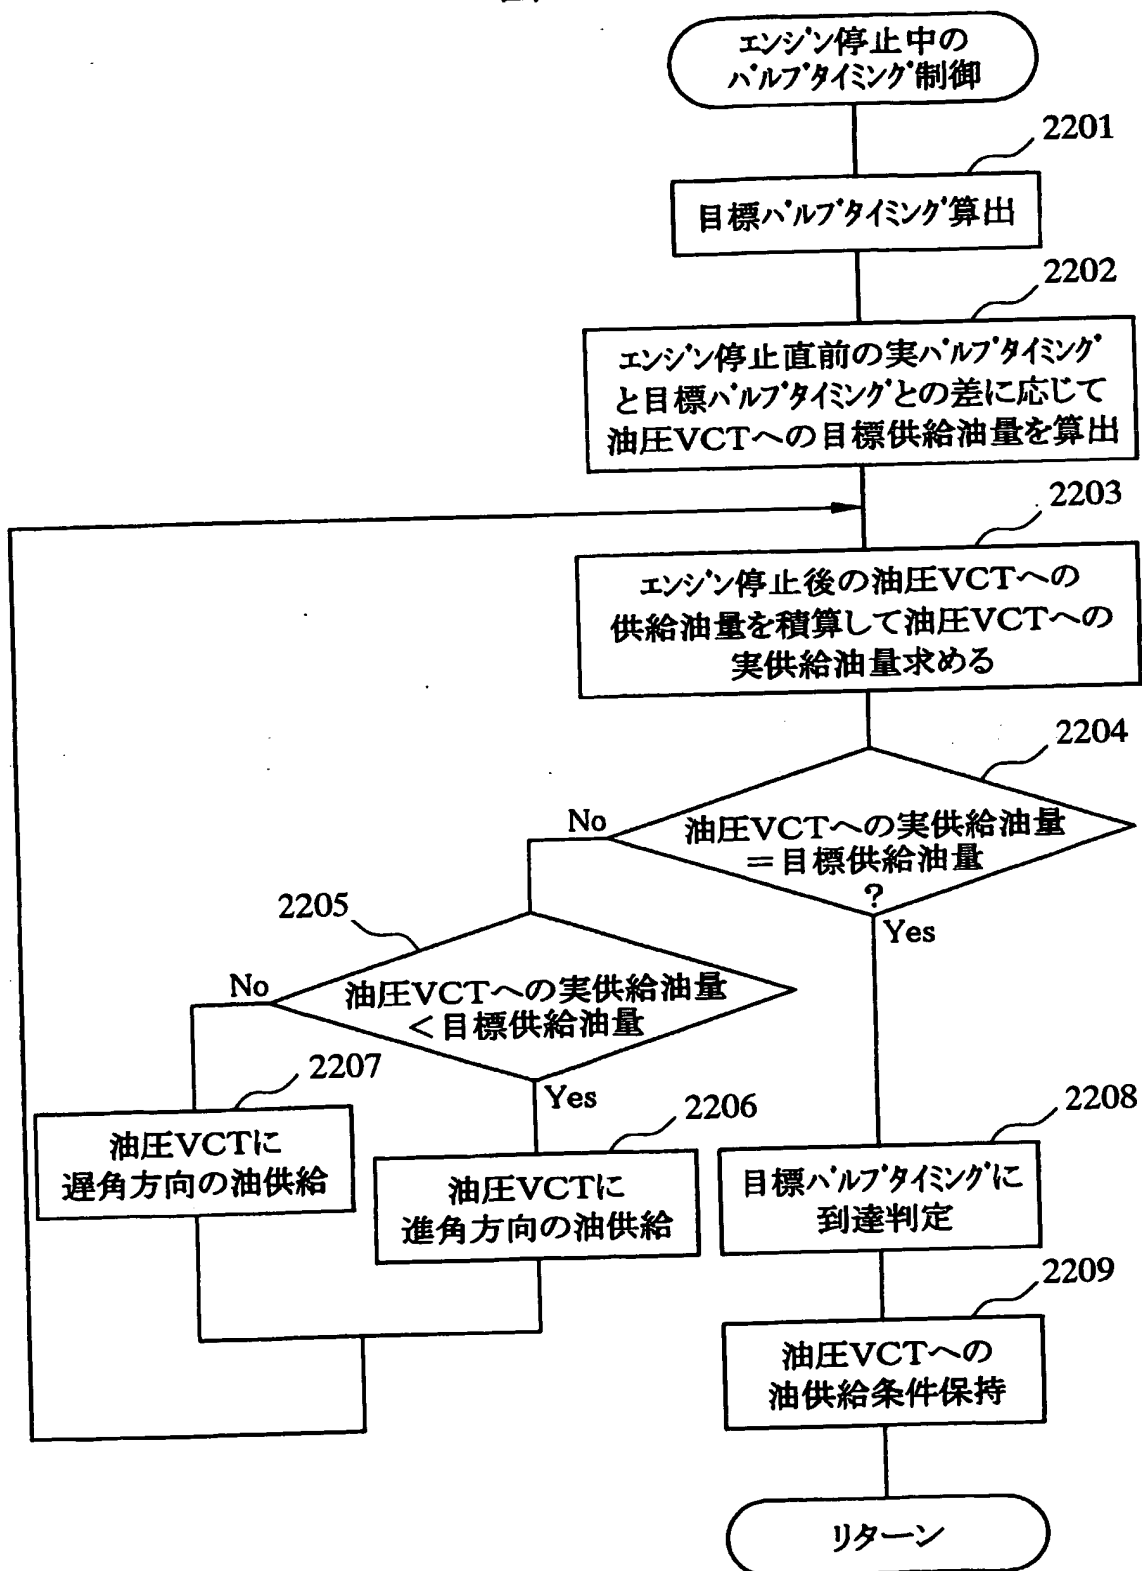 エンジン停止中の
バルブタイミング制御
2201
目標バルブタイミング算出
2202
エンジン停止直前の実バルブタイミング
と目標バルブタイミングとの差に応じて
油圧VCTへの目標供給油量を算出
2203
エンジン停止後の油圧VCTへの
供給油量を積算して油圧VCTへの
実供給油量求める
2204
No
油圧VCTへの実供給油量
=目標供給油量
?
Yes
2205
No
油圧VCTへの実供給油量
<目標供給油量
Yes
2207
油圧VCTに
遅角方向の油供給
2206
油圧VCTに
進角方向の油供給
2208
目標バルブタイミングに
到達判定
2209
油圧VCTへの
油供給条件保持
リターン